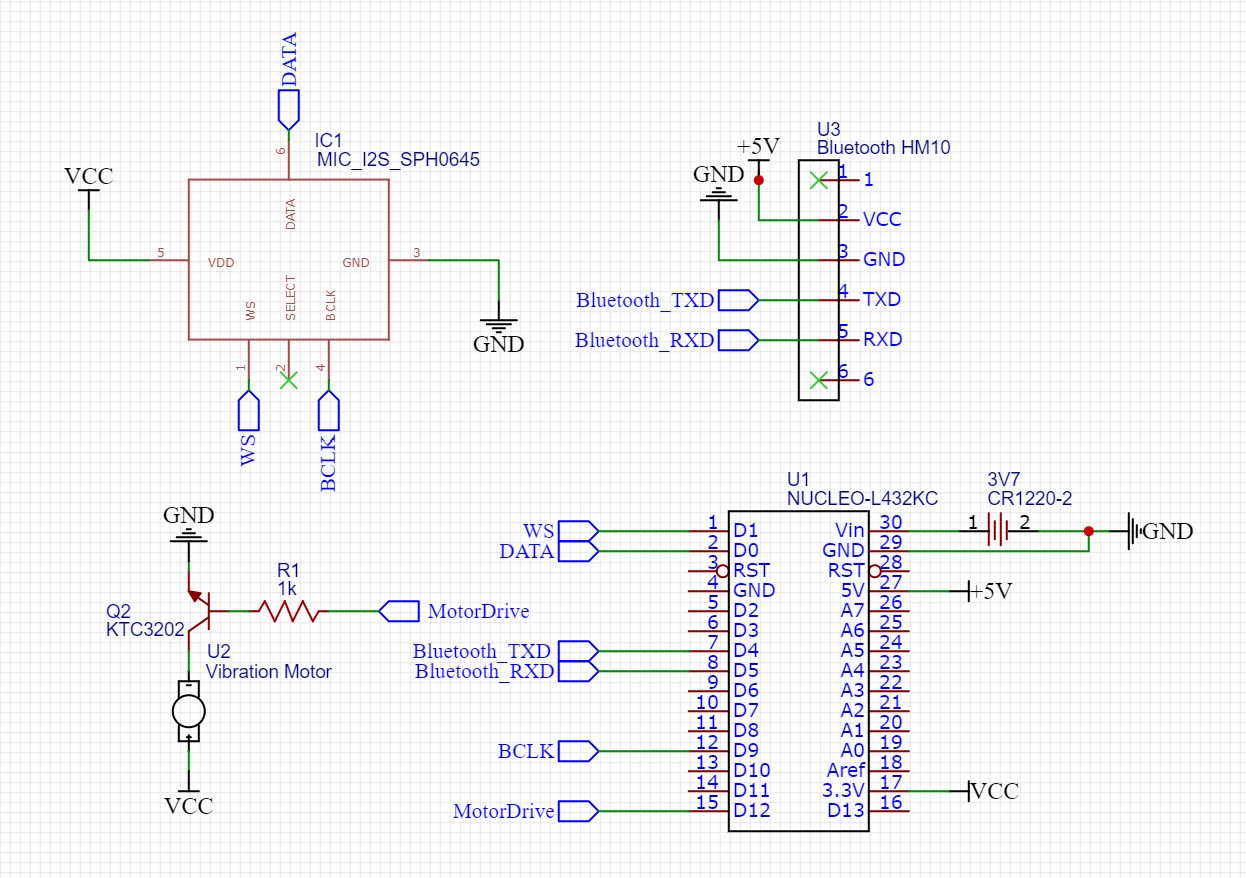 DATA
6
IC1
MIC_I2S_SPH0645
VCC
5
VDD
DATA
GND
3
WS
SELECT
BCLK
GND
1
2
4
WS
BCLK
U3
Bluetooth HM10
+5V
GND
1 1
2 VCC
3 GND
Bluetooth_TXD 4 TXD
Bluetooth_RXD 5 RXD
6 6
GND
R1
1k
Q2
KTC3202
MotorDrive
U2
Vibration Motor
-
+
VCC
U1
NUCLEO-L432KC
3V7
CR1220-2
WS 1 D1 Vin 30 1 2 GND
DATA 2 D0 GND 29
3 RST RST 28
4 GND 5V 27 +5V
5 D2 A7 26
6 D3 A6 25
Bluetooth_TXD 7 D4 A5 24
Bluetooth_RXD 8 D5 A4 23
9 D6 A3 22
10 D7 A2 21
11 D8 A1 20
BCLK 12 D9 A0 19
13 D10 Aref 18
14 D11 3.3V 17 VCC
MotorDrive 15 D12 D13 16